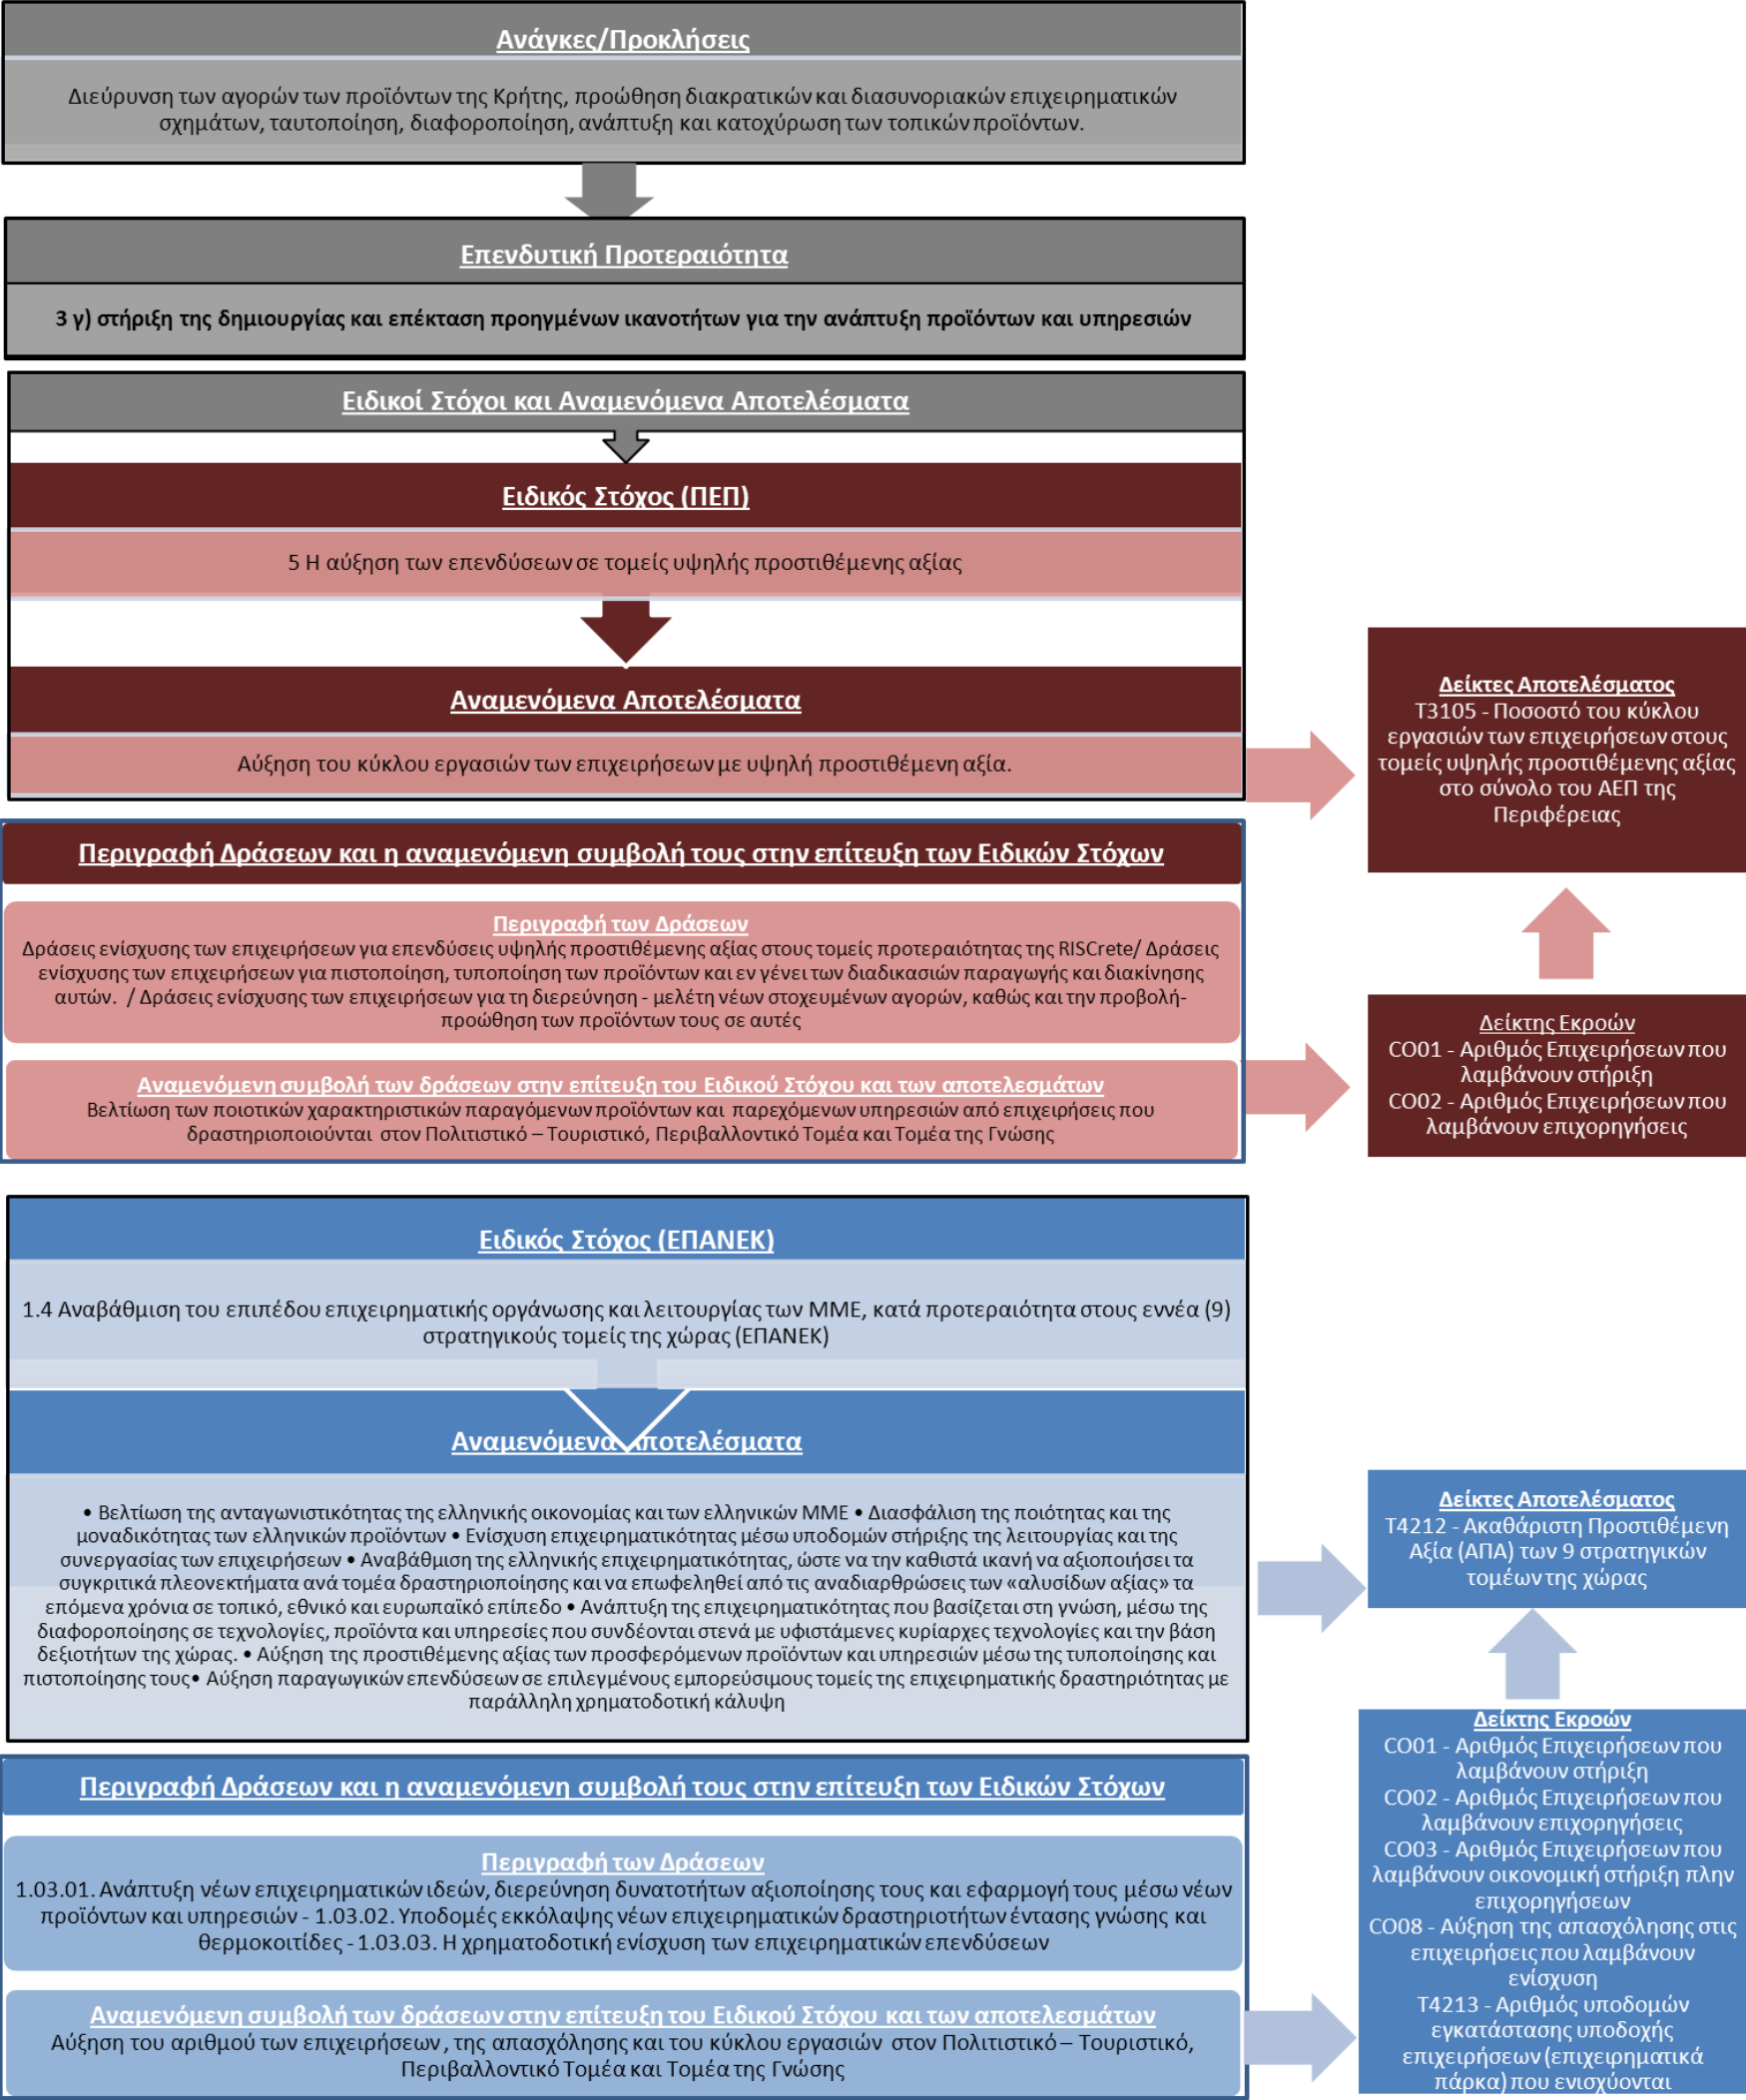 Ανάγκες/Προκλήσεις
Διεύρυνση των αγορών των προϊόντων της Κρήτης, προώθηση διακρατικών και διασυνοριακών επιχειρηματικών
σχημάτων, ταυτοποίηση, διαφοροποίηση, ανάπτυξη και κατοχύρωση των τοπικών προϊόντων.
Επενδυτική Προτεραιότητα
3 γ) στήριξη της δημιουργίας και επέκταση προηγμένων ικανοτήτων για την ανάπτυξη προϊόντων και υπηρεσιών
Ειδικοί Στόχοι και Αναμενόμενα Αποτελέσματα
Ειδικός Στόχος (ΠΕΠ)
5 Η αύξηση των επενδύσεων σε τομείς υψηλής προστιθέμενης αξίας
Αναμενόμενα Αποτελέσματα
Αύξηση του κύκλου εργασιών των επιχειρήσεων με υψηλή προστιθέμενη αξία.
Δείκτες Αποτελέσματος
Τ3105 - Ποσοστό του κύκλου
εργασιών των επιχειρήσεων στους
τομείς υψηλής προστιθέμενης αξίας
στο σύνολο του ΑΕΠ της
Περιφέρειας
Περιγραφή Δράσεων και η αναμενόμενη συμβολή τους στην επίτευξη των Ειδικών Στόχων
Περιγραφή των Δράσεων
Δράσεις ενίσχυσης των επιχειρήσεων για επενδύσεις υψηλής προστιθέμενης αξίας στους τομείς προτεραιότητας της RISCrete/ Δράσεις
ενίσχυσης των επιχειρήσεων για πιστοποίηση, τυποποίηση των προϊόντων και εν γένει των διαδικασιών παραγωγής και διακίνησης
αυτών. / Δράσεις ενίσχυσης των επιχειρήσεων για τη διερεύνηση - μελέτη νέων στοχευμένων αγορών, καθώς και την προβολή-
προώθηση των προϊόντων τους σε αυτές
Αναμενόμενη συμβολή των δράσεων στην επίτευξη του Ειδικού Στόχου και των αποτελεσμάτων
Βελτίωση των ποιοτικών χαρακτηριστικών παραγόμενων προϊόντων και παρεχόμενων υπηρεσιών από επιχειρήσεις που
δραστηριοποιούνται στον Πολιτιστικό – Τουριστικό, Περιβαλλοντικό Τομέα και Τομέα της Γνώσης
Δείκτης Εκροών
CO01 - Αριθμός Επιχειρήσεων που
λαμβάνουν στήριξη
CO02 - Αριθμός Επιχειρήσεων που
λαμβάνουν επιχορηγήσεις
Ειδικός Στόχος (ΕΠΑΝΕΚ)
1.4 Αναβάθμιση του επιπέδου επιχειρηματικής οργάνωσης και λειτουργίας των ΜΜΕ, κατά προτεραιότητα στους εννέα (9)
στρατηγικούς τομείς της χώρας (ΕΠΑΝΕΚ)
Αναμενόμενα Αποτελέσματα
• Βελτίωση της ανταγωνιστικότητας της ελληνικής οικονομίας και των ελληνικών ΜΜΕ • Διασφάλιση της ποιότητας και της
μοναδικότητας των ελληνικών προϊόντων • Ενίσχυση επιχειρηματικότητας μέσω υποδομών στήριξης της λειτουργίας και της
συνεργασίας των επιχειρήσεων • Αναβάθμιση της ελληνικής επιχειρηματικότητας, ώστε να την καθιστά ικανή να αξιοποιήσει τα
συγκριτικά πλεονεκτήματα ανά τομέα δραστηριοποίησης και να επωφεληθεί από τις αναδιαρθρώσεις των «αλυσίδων αξίας» τα
επόμενα χρόνια σε τοπικό, εθνικό και ευρωπαϊκό επίπεδο • Ανάπτυξη της επιχειρηματικότητας που βασίζεται στη γνώση, μέσω της
διαφοροποίησης σε τεχνολογίες, προϊόντα και υπηρεσίες που συνδέονται στενά με υφιστάμενες κυρίαρχες τεχνολογίες και την βάση
δεξιοτήτων της χώρας. • Αύξηση της προστιθέμενης αξίας των προσφερόμενων προϊόντων και υπηρεσιών μέσω της τυποποίησης και
πιστοποίησης τους• Αύξηση παραγωγικών επενδύσεων σε επιλεγμένους εμπορεύσιμους τομείς της επιχειρηματικής δραστηριότητας με
παράλληλη χρηματοδοτική κάλυψη
Δείκτες Αποτελέσματος
Τ4212 - Ακαθάριστη Προστιθέμενη
Αξία (ΑΠΑ) των 9 στρατηγικών
τομέων της χώρας
Περιγραφή Δράσεων και η αναμενόμενη συμβολή τους στην επίτευξη των Ειδικών Στόχων
Περιγραφή των Δράσεων
1.03.01. Ανάπτυξη νέων επιχειρηματικών ιδεών, διερεύνηση δυνατοτήτων αξιοποίησης τους και εφαρμογή τους μέσω νέων
προϊόντων και υπηρεσιών - 1.03.02. Υποδομές εκκόλαψης νέων επιχειρηματικών δραστηριοτήτων έντασης γνώσης και
θερμοκοιτίδες - 1.03.03. Η χρηματοδοτική ενίσχυση των επιχειρηματικών επενδύσεων
Αναμενόμενη συμβολή των δράσεων στην επίτευξη του Ειδικού Στόχου και των αποτελεσμάτων
Αύξηση του αριθμού των επιχειρήσεων , της απασχόλησης και του κύκλου εργασιών στον Πολιτιστικό – Τουριστικό,
Περιβαλλοντικό Τομέα και Τομέα της Γνώσης
Δείκτης Εκροών
CO01 - Αριθμός Επιχειρήσεων που
λαμβάνουν στήριξη
CO02 - Αριθμός Επιχειρήσεων που
λαμβάνουν επιχορηγήσεις
CO03 - Αριθμός Επιχειρήσεων που
λαμβάνουν οικονομική στήριξη πλην
επιχορηγήσεων
CO08 - Αύξηση της απασχόλησης στις
επιχειρήσεις που λαμβάνουν
ενίσχυση
Τ4213 - Αριθμός υποδομών
εγκατάστασης υποδοχής
επιχειρήσεων (επιχειρηματικά
πάρκα) που ενισχύονται